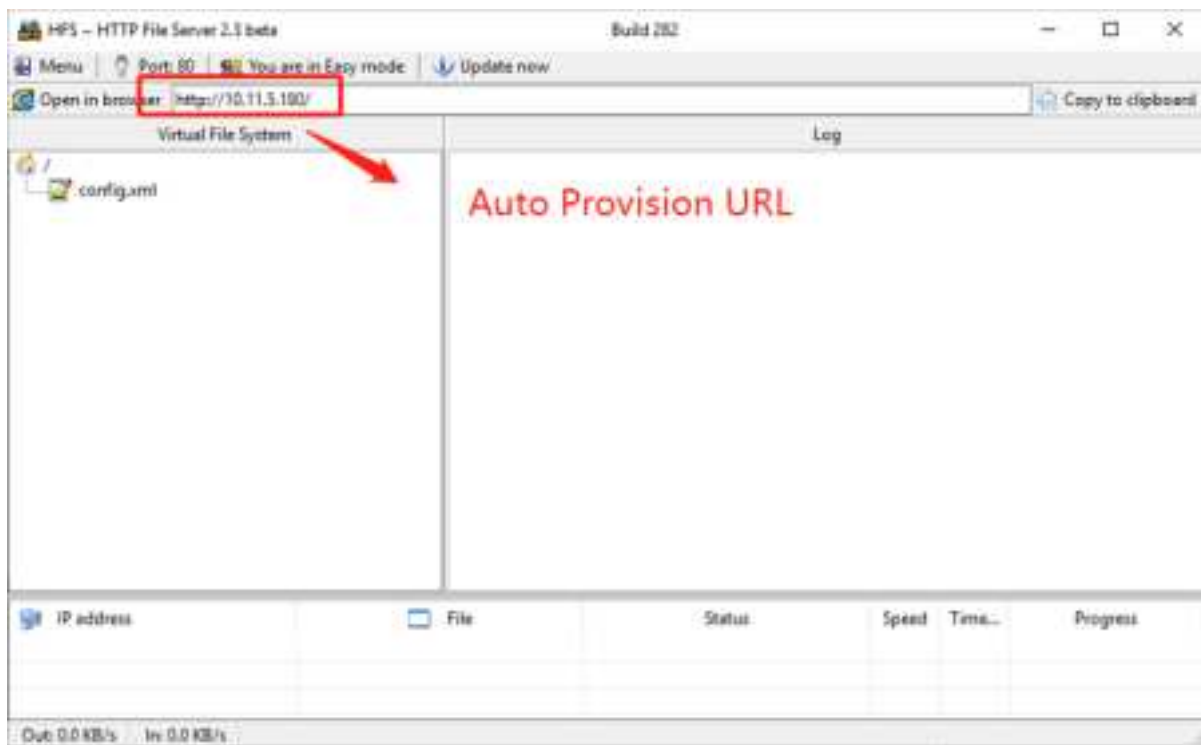 HFS ~ HTTP File Server 2.3 beta Build 282
Menu Port: 80 You are in Easy mode Update now
Open in browser http://10.11.5.180/ Copy to clipboard
Virtual File System Log
/
config.xml
Auto Provision URL
IP address File Status Speed Time... Progress
Out: 0.0 KB/s In: 0.0 KB/s